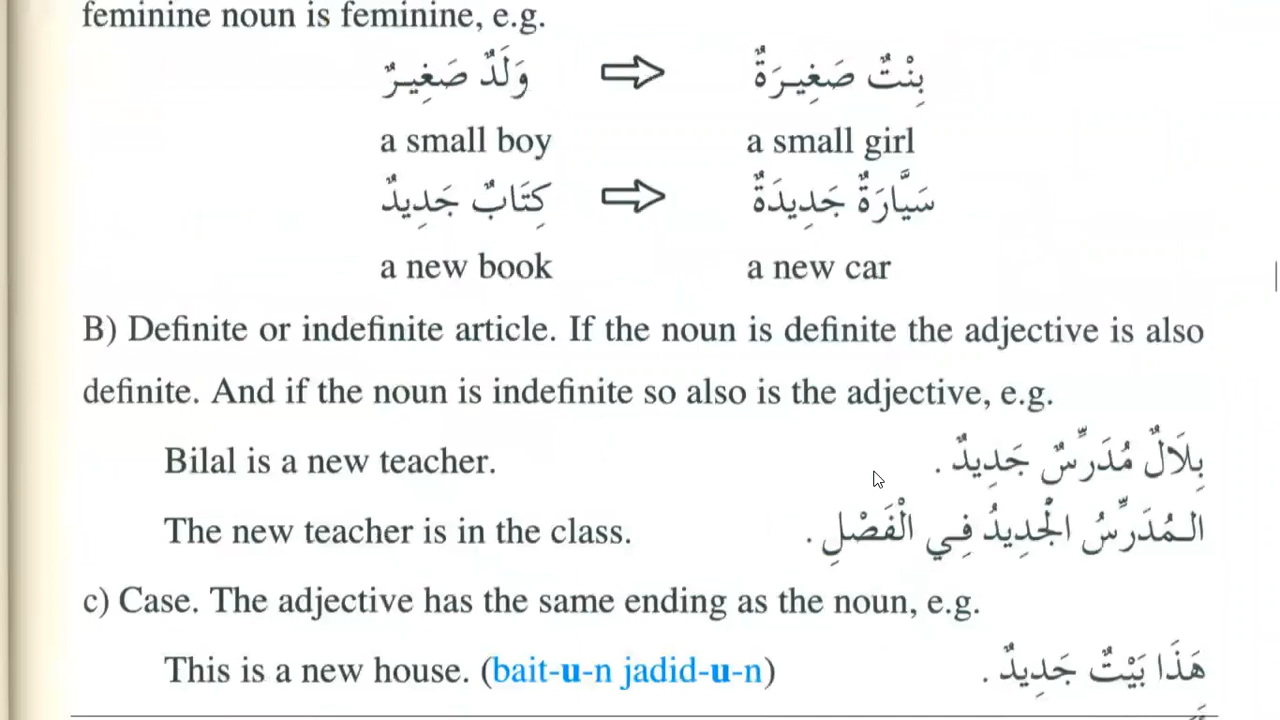 feminine noun is feminine, e.g.
وَلَدٌ صَغِيرٌ ⇨ بِنْتٌ صَغِيرَةٌ
a small boy a small girl
كِتَابٌ جَدِيدٌ ⇨ سَيَّارَةٌ جَدِيدَةٌ
a new book a new car
B) Definite or indefinite article. If the noun is definite the adjective is also
definite. And if the noun is indefinite so also is the adjective, e.g.
Bilal is a new teacher. بِلَالٌ مُدَرِّسٌ جَدِيدٌ .
The new teacher is in the class. الـمُدَرِّسُ الْجَدِيدُ فِي الْفَصْلِ .
c) Case. The adjective has the same ending as the noun, e.g.
This is a new house. (bait-u-n jadid-u-n) هَذَا بَيْتٌ جَدِيدٌ .